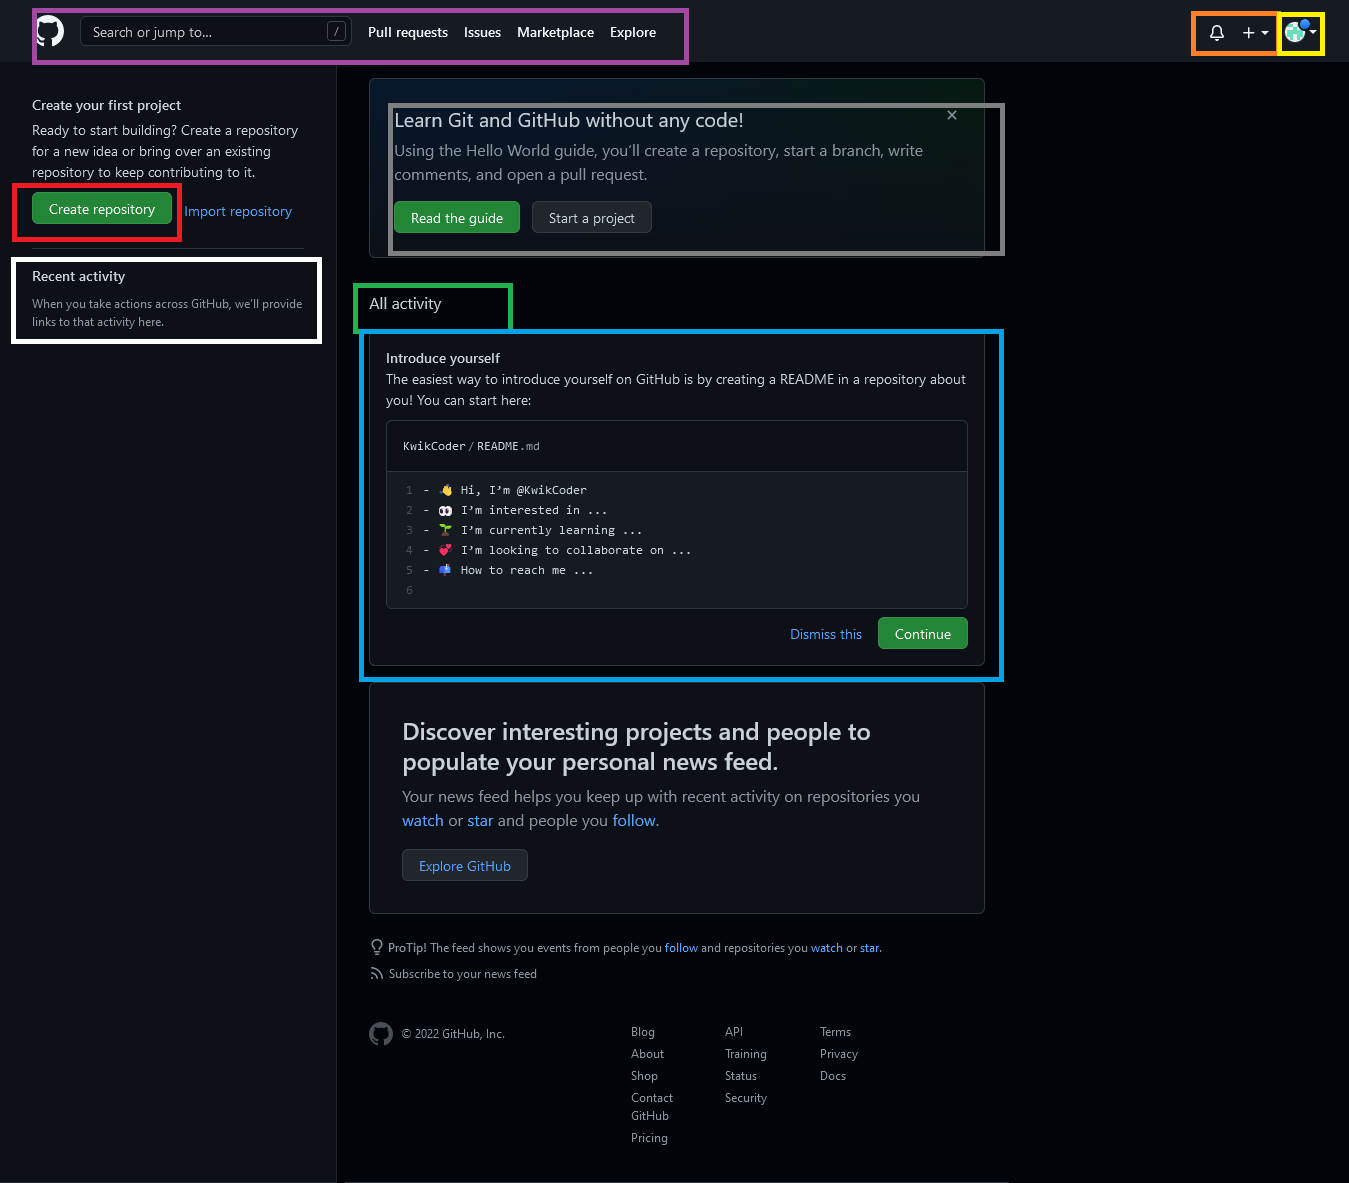 Search or jump to...
/
Pull requests
Issues
Marketplace
Explore
Create your first project
Ready to start building? Create a repository
for a new idea or bring over an existing
repository to keep contributing to it.
Create repository
Import repository
Recent activity
When you take actions across GitHub, we’ll provide
links to that activity here.
Learn Git and GitHub without any code!
Using the Hello World guide, you’ll create a repository, start a branch, write
comments, and open a pull request.
Read the guide
Start a project
All activity
Introduce yourself
The easiest way to introduce yourself on GitHub is by creating a README in a repository about
you! You can start here:
KwikCoder / README.md
1 - 👋 Hi, I’m @KwikCoder
2 - 👀 I’m interested in ...
3 - 🌱 I’m currently learning ...
4 - 💞️ I’m looking to collaborate on ...
5 - 📫 How to reach me ...
6
Dismiss this
Continue
Discover interesting projects and people to
populate your personal news feed.
Your news feed helps you keep up with recent activity on repositories you
watch or star and people you follow.
Explore GitHub
ProTip! The feed shows you events from people you follow and repositories you watch or star.
Subscribe to your news feed
© 2022 GitHub, Inc.
Blog
About
Shop
Contact
GitHub
Pricing
API
Training
Status
Security
Terms
Privacy
Docs